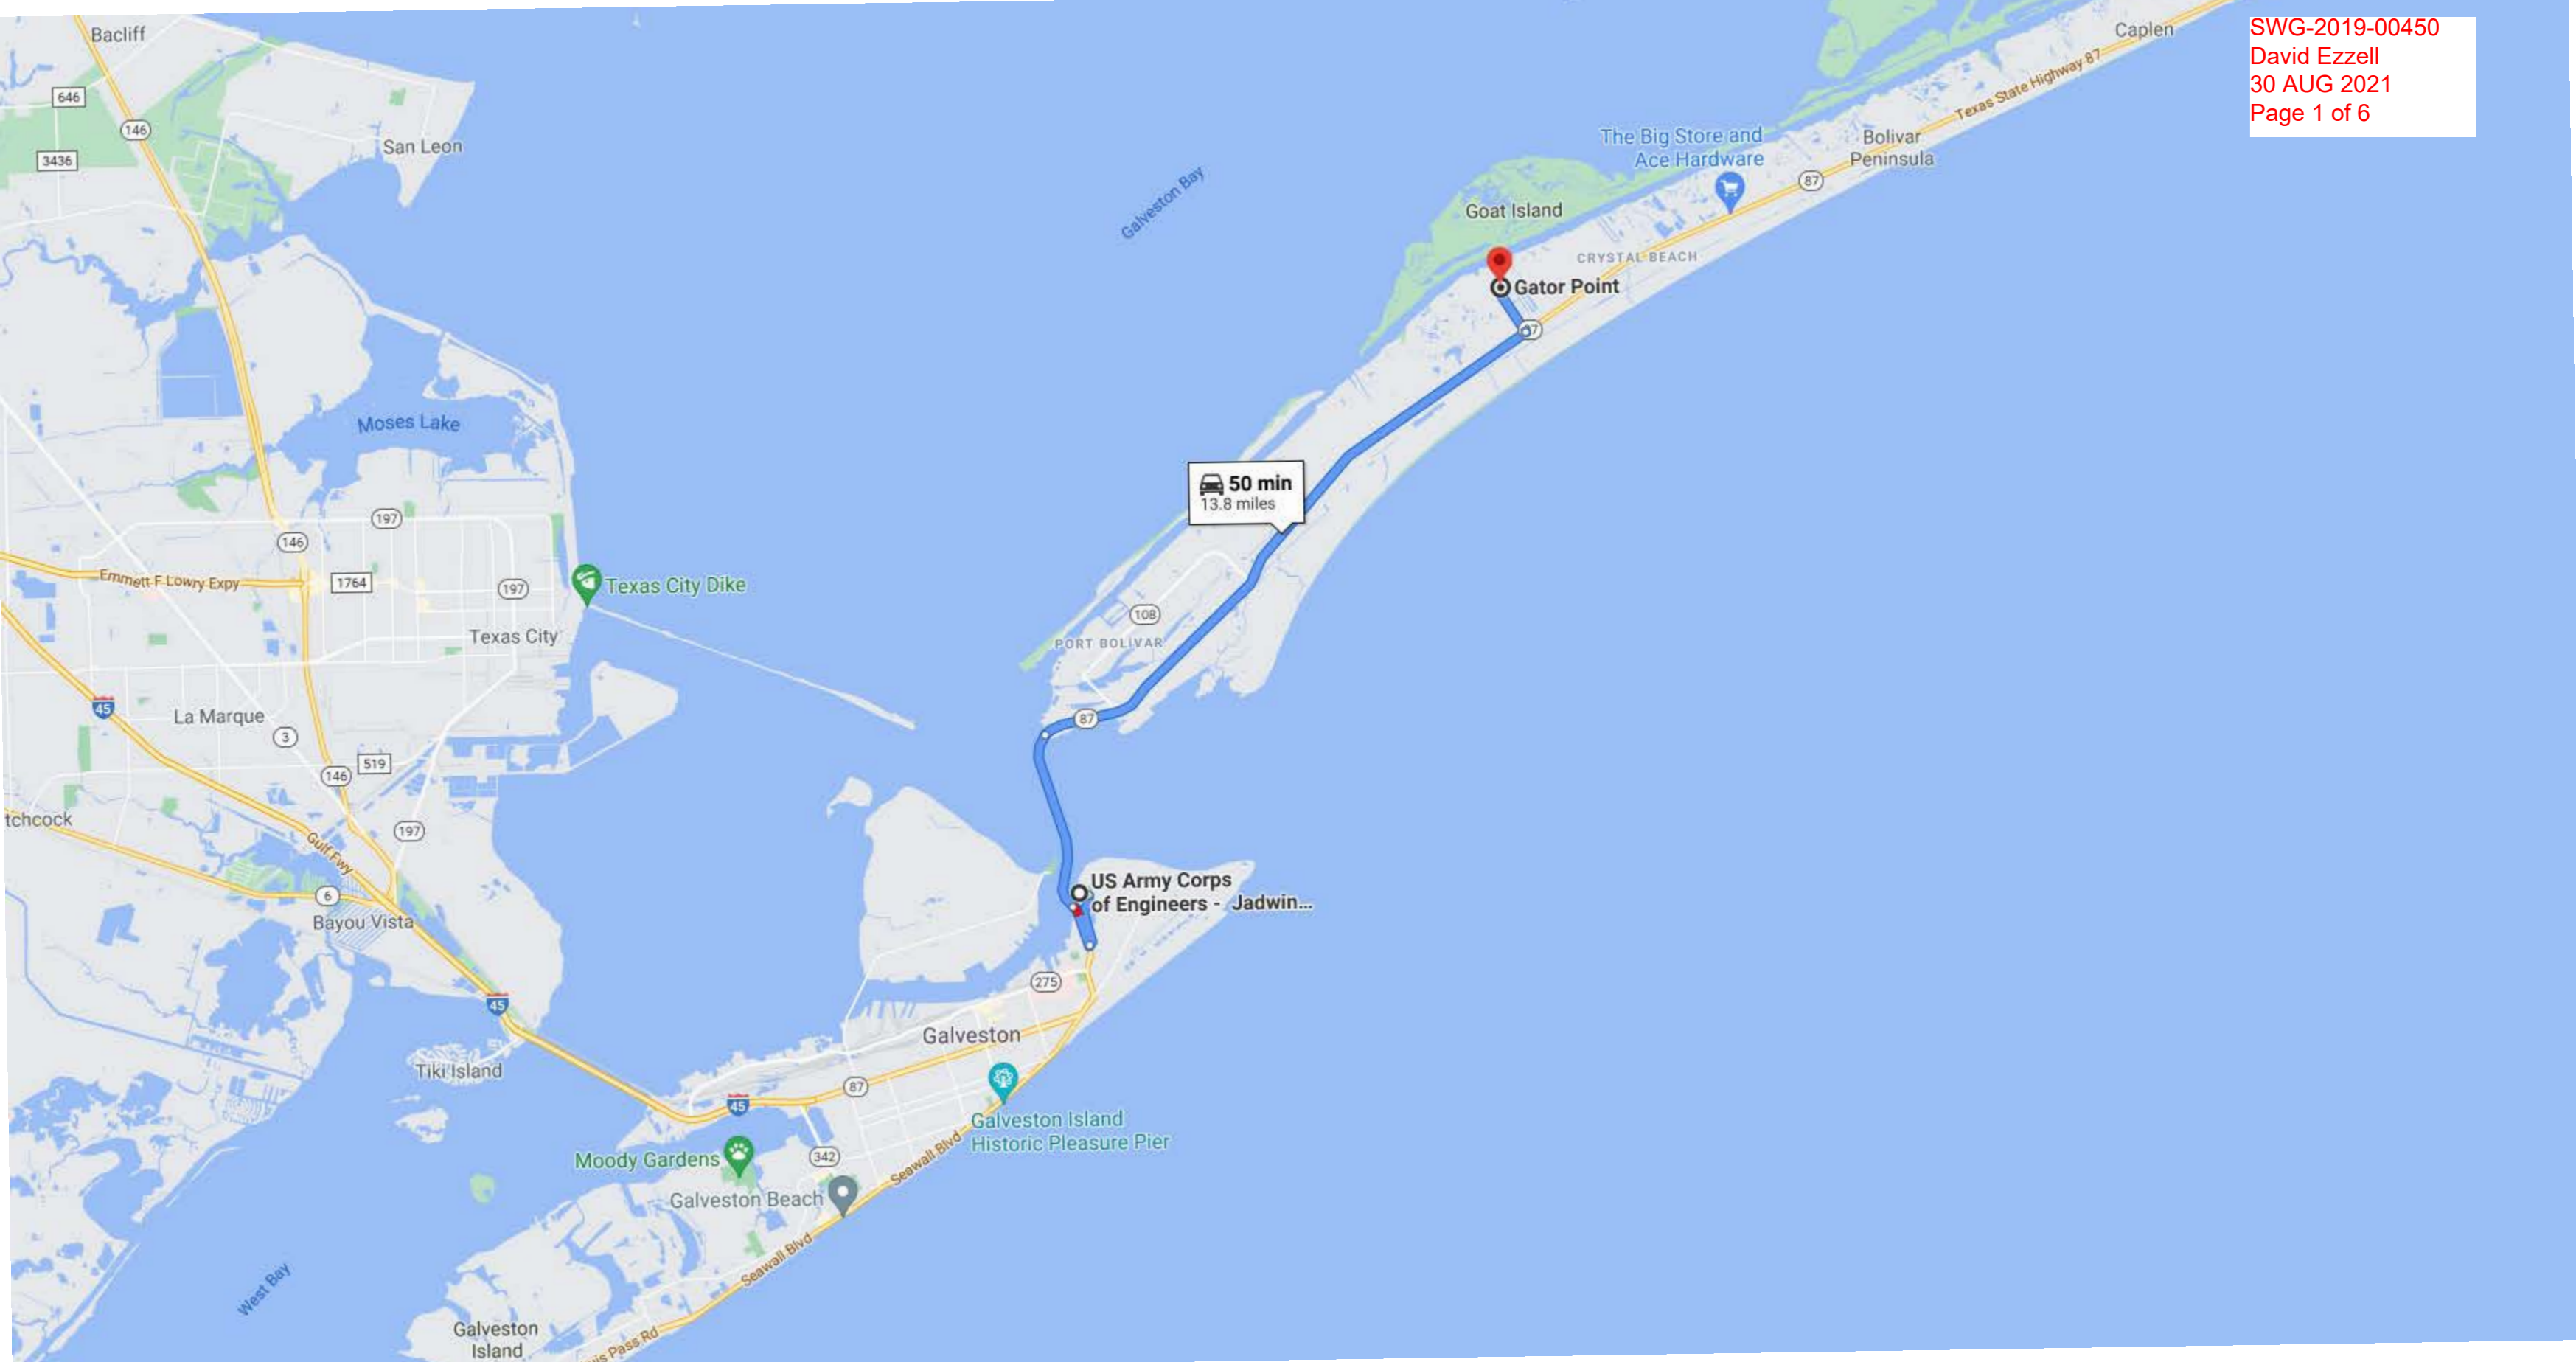 SWG-2019-00450
David Ezzell
30 AUG 2021
Page 1 of 6
Bacliff
Caplen
646
146
3436
San Leon
Texas State Highway 87
Bolivar
Peninsula
The Big Store and
Ace Hardware
87
Galveston Bay
Goat Island
CRYSTAL BEACH
Gator Point
Moses Lake
50 min
13.8 miles
197
146
Emmett F Lowry Expy
1764
197
Texas City Dike
Texas City
108
PORT BOLIVAR
87
45
La Marque
3
519
146
tchcock
197
Gulf Fwy
6
Bayou Vista
US Army Corps
of Engineers - Jadwin...
275
45
Galveston
Tiki Island
87
45
Galveston Island
Historic Pleasure Pier
Moody Gardens
342
Seawall Blvd
Galveston Beach
Seawall Blvd
West Bay
Galveston
Island
is Pass Rd